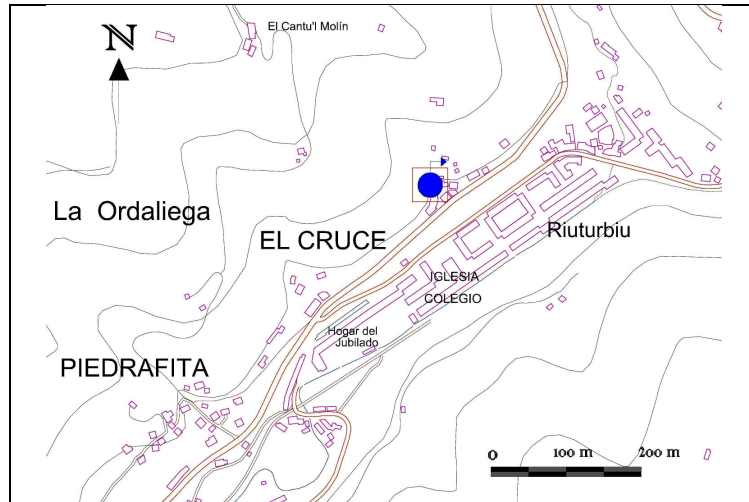 El Cantu'l Molín
N
La Ordaliega
EL CRUCE
Riuturbiu
IGLESIA
COLEGIO
Hogar del
Jubilado
PIEDRAFITA
0 100 m 200 m